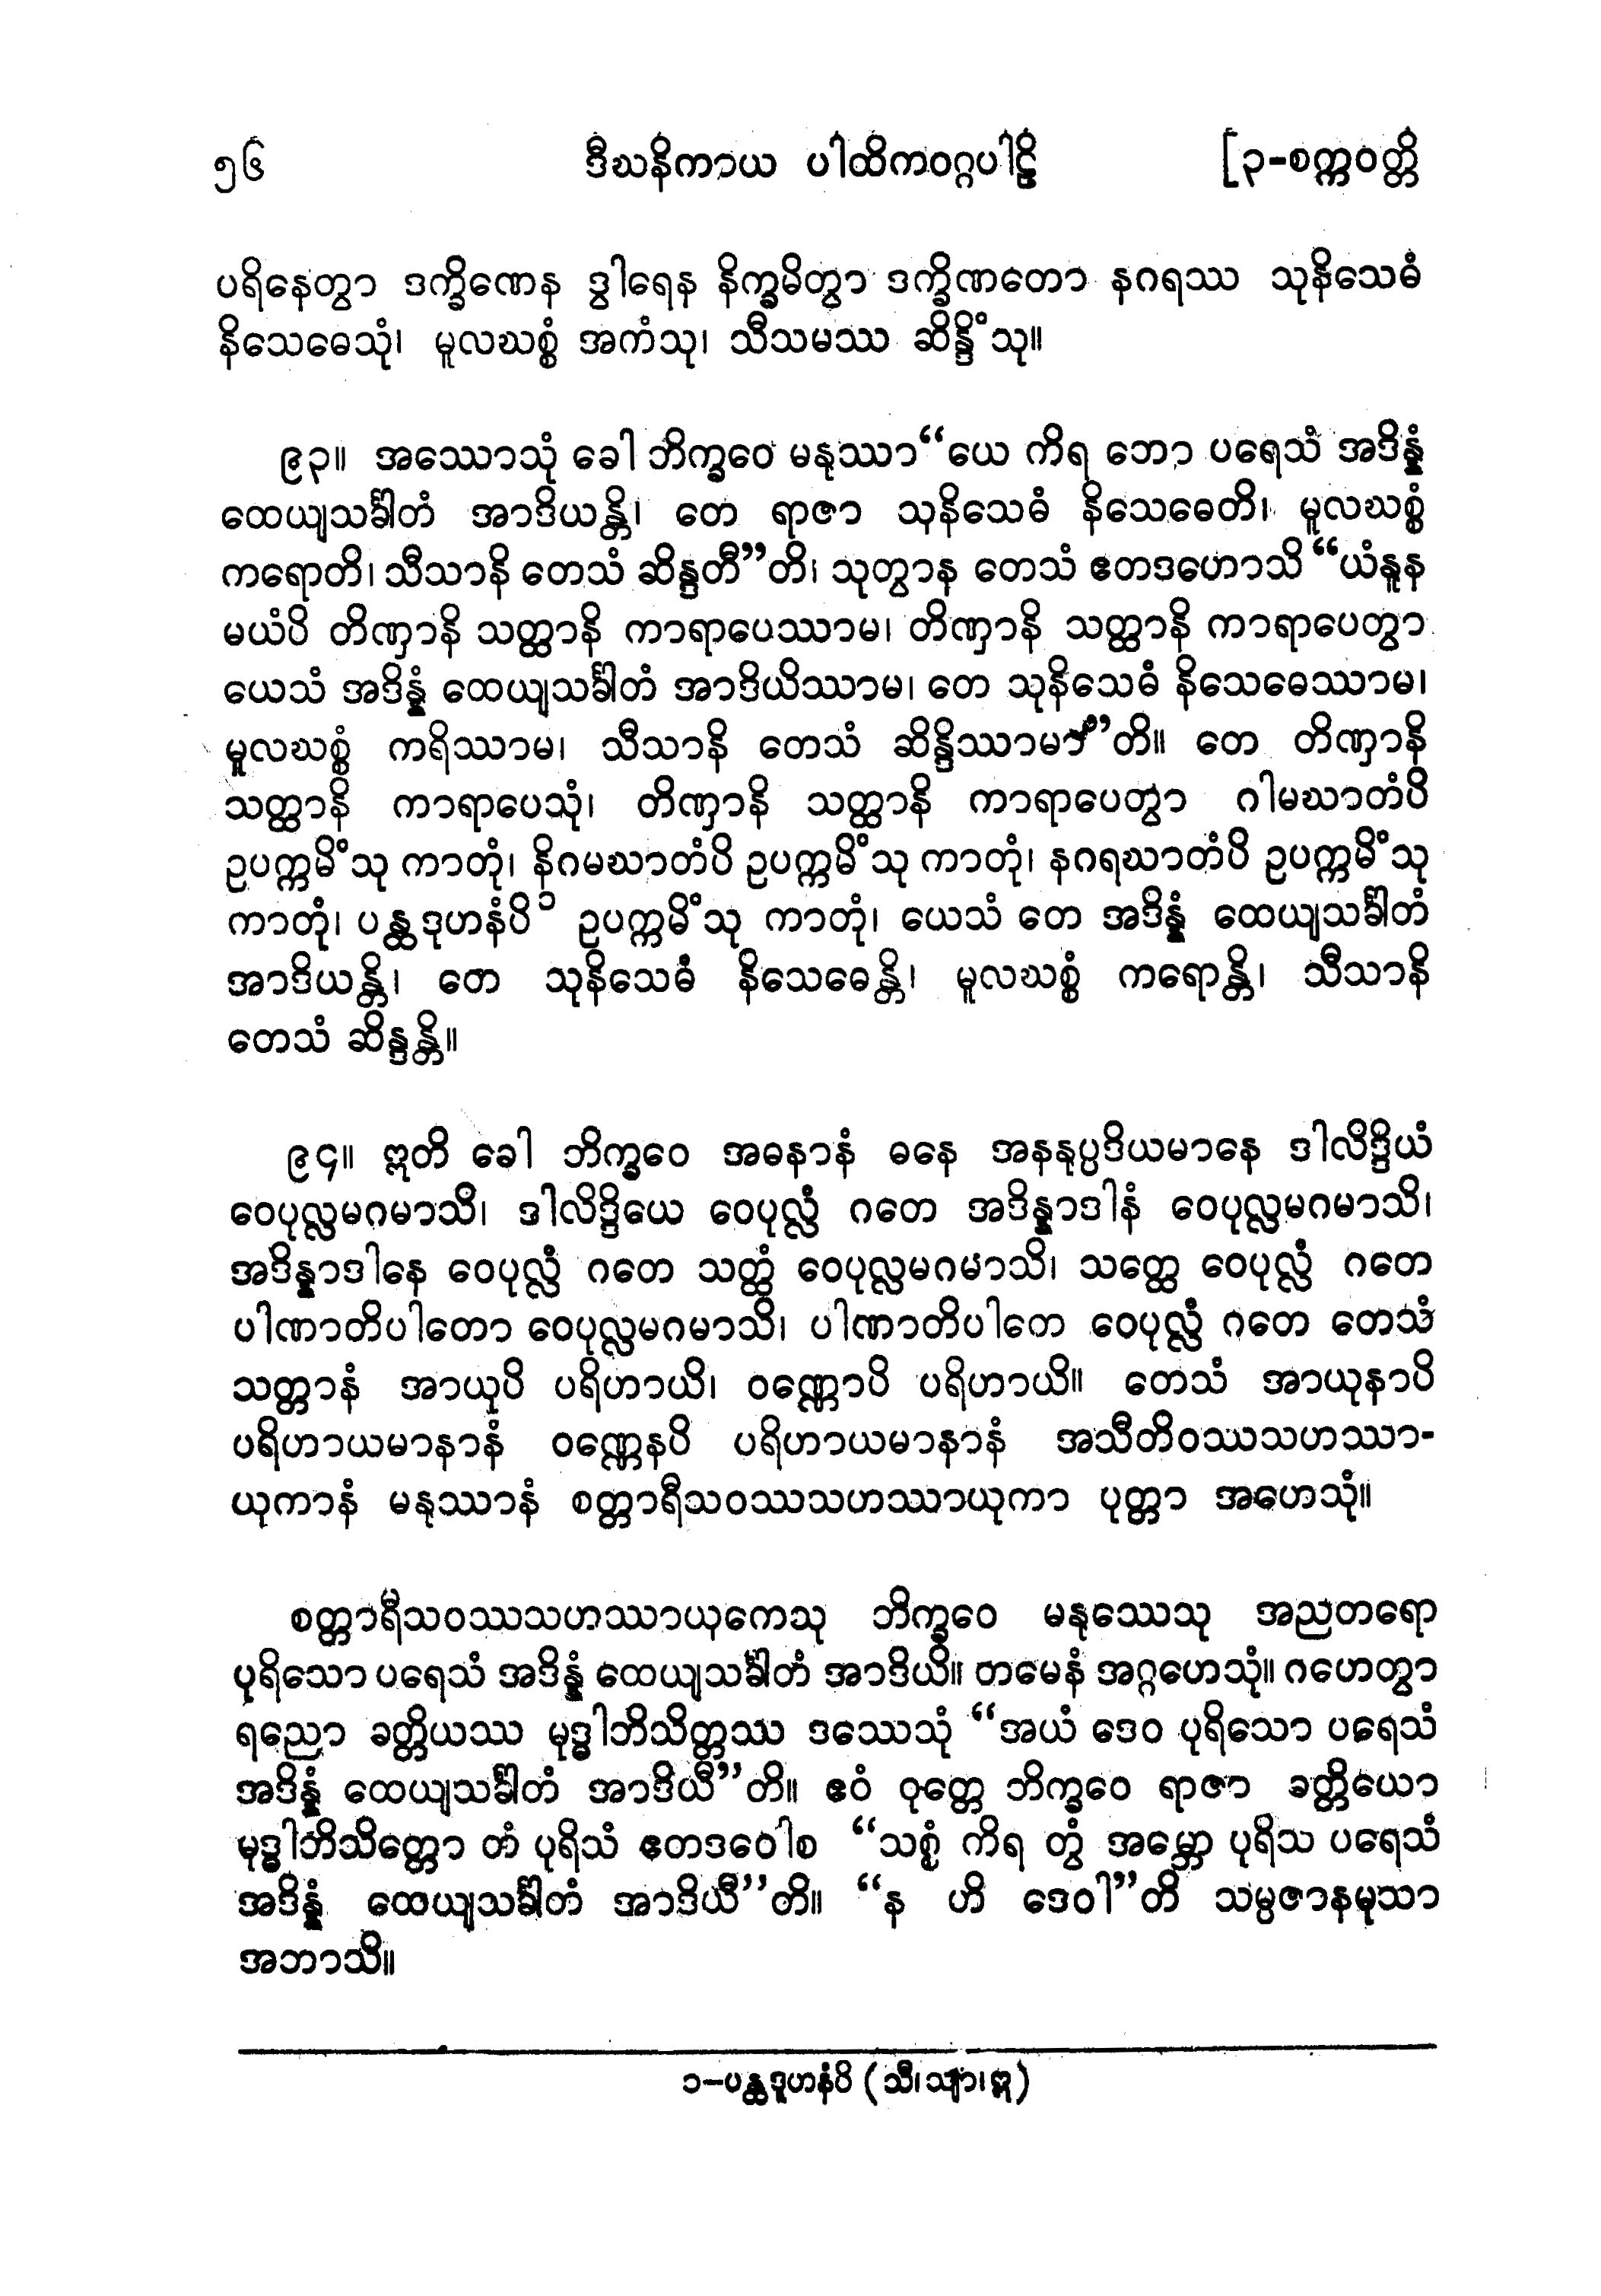 ၅၆ ဒီဃနိကာယ ပါထိကဝဂ္ဂပါဠိ [၃-စက္ကဝတ္တိ
ပရိနေတွာ ဒက္ခိဏေန ဒွါရေန နိက္ခမိတွာ ဒက္ခိဏတော နဂရဿ သုနိသေဓံ
နိသေဓေသုံ၊ မူလဃစ္စံ အကံသု၊ သီသမဿ ဆိန္ဒိံသု။
၉၃။ အဿောသုံ ခေါ ဘိက္ခဝေ မနုဿာ “ယေ ကိရ ဘော ပရေသံ အဒိန္နံ
ထေယျသင်္ခါတံ အာဒိယန္တိ၊ တေ ရာဇာ သုနိသေဓံ နိသေဓေတိ၊ မူလဃစ္စံ
ကရောတိ၊ သီသာနိ တေသံ ဆိန္ဒတီ”တိ၊ သုတွာန တေသံ ဧတဒဟောသိ “ယံနူန
မယံပိ တိဏှာနိ သတ္ထာနိ ကာရာပေဿာမ၊ တိဏှာနိ သတ္ထာနိ ကာရာပေတွာ
ယေသံ အဒိန္နံ ထေယျသင်္ခါတံ အာဒိယိဿာမ၊ တေ သုနိသေဓံ နိသေဓေဿာမ၊
မူလဃစ္စံ ကရိဿာမ၊ သီသာနိ တေသံ ဆိန္ဒိဿာမာ”တိ။ တေ တိဏှာနိ
သတ္ထာနိ ကာရာပေသုံ၊ တိဏှာနိ သတ္ထာနိ ကာရာပေတွာ ဂါမဃာတံပိ
ဥပက္ကမိံသု ကာတုံ၊ နိဂမဃာတံပိ ဥပက္ကမိံသု ကာတုံ၊ နဂရဃာတံပိ ဥပက္ကမိံသု
ကာတုံ၊ ပန္ထဒုဟနံပိ ၁ ဥပက္ကမိံသု ကာတုံ၊ ယေသံ တေ အဒိန္နံ ထေယျသင်္ခါတံ
အာဒိယန္တိ၊ တေ သုနိသေဓံ နိသေဓေန္တိ၊ မူလဃစ္စံ ကရောန္တိ၊ သီသာနိ
တေသံ ဆိန္ဒန္တိ။
၉၄။ ဣတိ ခေါ ဘိက္ခဝေ အဓနာနံ ဓနေ အနနုပ္ပဒိယမာနေ ဒါလိဒ္ဒိယံ
ဝေပုလ္လမဂမာသိ၊ ဒါလိဒ္ဒိယေ ဝေပုလ္လံ ဂတေ အဒိန္နာဒါနံ ဝေပုလ္လမဂမာသိ၊
အဒိန္နာဒါနေ ဝေပုလ္လံ ဂတေ သတ္ထံ ဝေပုလ္လမဂမာသိ၊ သတ္ထေ ဝေပုလ္လံ ဂတေ
ပါဏာတိပါတော ဝေပုလ္လမဂမာသိ၊ ပါဏာတိပါတေ ဝေပုလ္လံ ဂတေ တေသံ
သတ္တာနံ အာယုပိ ပရိဟာယိ၊ ဝဏ္ဏောပိ ပရိဟာယိ။ တေသံ အာယုနာပိ
ပရိဟာယမာနာနံ ဝဏ္ဏေနပိ ပရိဟာယမာနာနံ အသီတိဝဿသဟဿာ-
ယုကာနံ မနုဿာနံ စတ္တာရီသဝဿသဟဿာယုကာ ပုတ္တာ အဟေသုံ။
စတ္တာရီသဝဿသဟဿာယုကေသု ဘိက္ခဝေ မနုဿေသု အညတရော
ပုရိသော ပရေသံ အဒိန္နံ ထေယျသင်္ခါတံ အာဒိယိ။ တမေနံ အဂ္ဂဟေသုံ။ ဂဟေတွာ
ရညော ခတ္တိယဿ မုဒ္ဓါဘိသိတ္တဿ ဒဿေသုံ “အယံ ဒေဝ ပုရိသော ပရေသံ
အဒိန္နံ ထေယျသင်္ခါတံ အာဒိယီ”တိ။ ဧဝံ ဝုတ္တေ ဘိက္ခဝေ ရာဇာ ခတ္တိယော
မုဒ္ဓါဘိသိတ္တော တံ ပုရိသံ ဧတဒဝေါစ “သစ္စံ ကိရ တွံ အမ္ဘော ပုရိသ ပရေသံ
အဒိန္နံ ထေယျသင်္ခါတံ အာဒိယီ”တိ။ “န ဟိ ဒေဝါ”တိ သမ္ပဇာနမုသာ
အဘာသိ။
၁–ပန္ထဒူဟနံပိ (သီ၊သျာ၊ဣ)